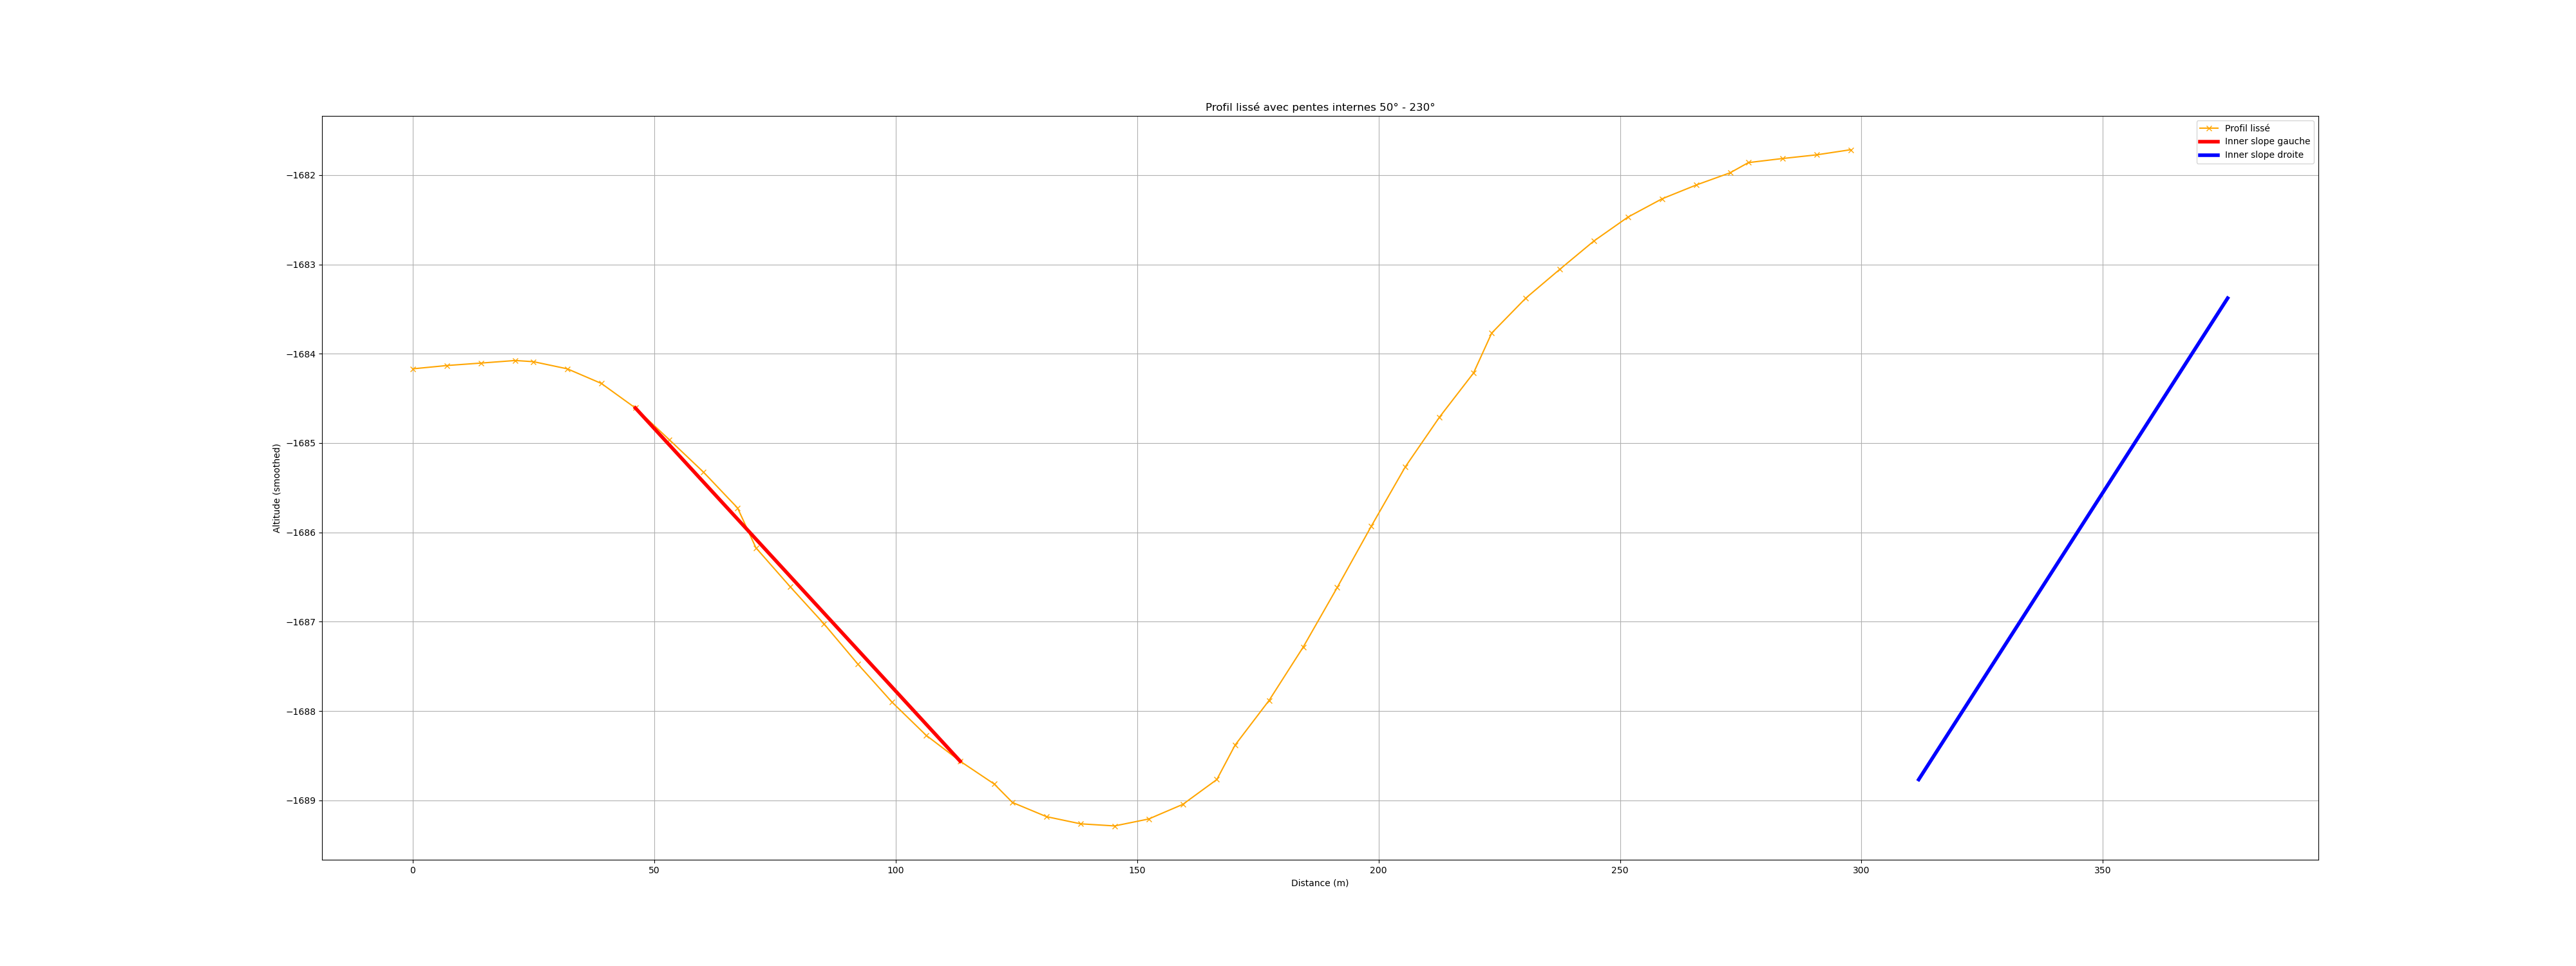 Profil lissé avec pentes internes 50° - 230°
Profil lissé
Inner slope gauche
Inner slope droite
−1682
−1683
−1684
−1685
−1686
−1687
−1688
−1689
Altitude (smoothed)
0 50 100 150 200 250 300 350
Distance (m)